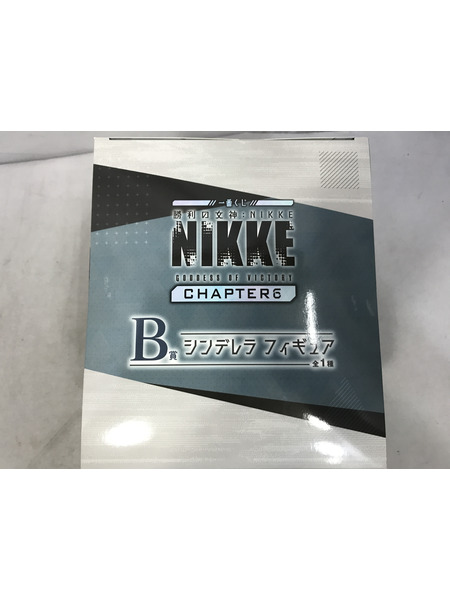 一番くじ
勝利の女神:NIKKE
NIKKE
GODDESS OF VICTORY
CHAPTER6
B賞 シンデレラ フィギュア
全1種